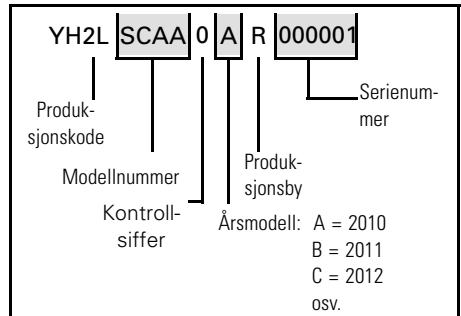 YH2L SCAA 0 A R 000001
Produk-
sjonskode
Serienum-
mer
Modellnummer
Produk-
sjonsby
Kontroll-
siffer
Årsmodell: A = 2010
B = 2011
C = 2012
osv.